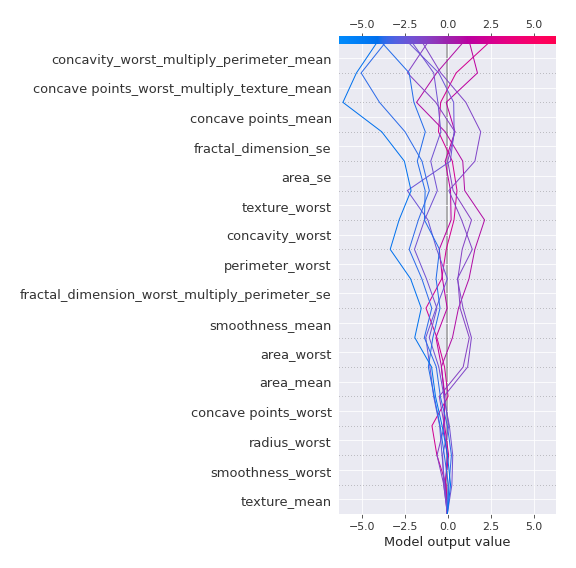 −5.0 −2.5 0.0 2.5 5.0
concavity_worst_multiply_perimeter_mean
concave points_worst_multiply_texture_mean
concave points_mean
fractal_dimension_se
area_se
texture_worst
concavity_worst
perimeter_worst
fractal_dimension_worst_multiply_perimeter_se
smoothness_mean
area_worst
area_mean
concave points_worst
radius_worst
smoothness_worst
texture_mean
−5.0 −2.5 0.0 2.5 5.0
Model output value